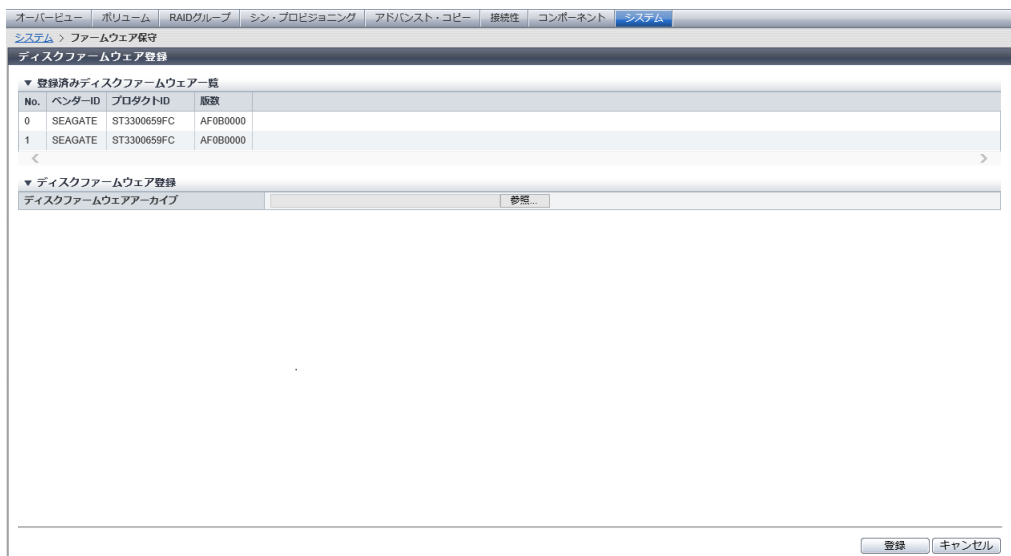 オーバービュー ボリューム RAIDグループ シン・プロビジョニング アドバンスト・コピー 接続性 コンポーネント システム
システム > ファームウェア保守
ディスクファームウェア登録
▼ 登録済みディスクファームウェア一覧
No. ベンダーID プロダクトID 版数
0 SEAGATE ST3300659FC AF0B0000
1 SEAGATE ST3300659FC AF0B0000
▼ ディスクファームウェア登録
ディスクファームウェアアーカイブ 参照...
登録 キャンセル